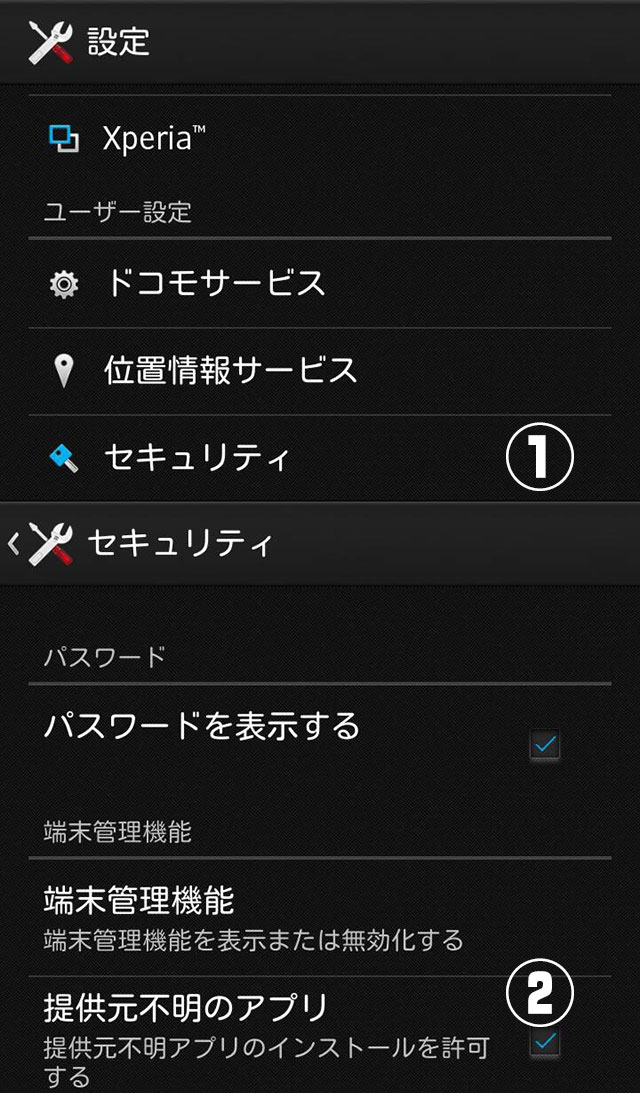 設定
Xperia™
ユーザー設定
ドコモサービス
位置情報サービス
セキュリティ
1
セキュリティ
パスワード
パスワードを表示する
端末管理機能
端末管理機能
端末管理機能を表示または無効化する
提供元不明のアプリ
2
提供元不明アプリのインストールを許可
する